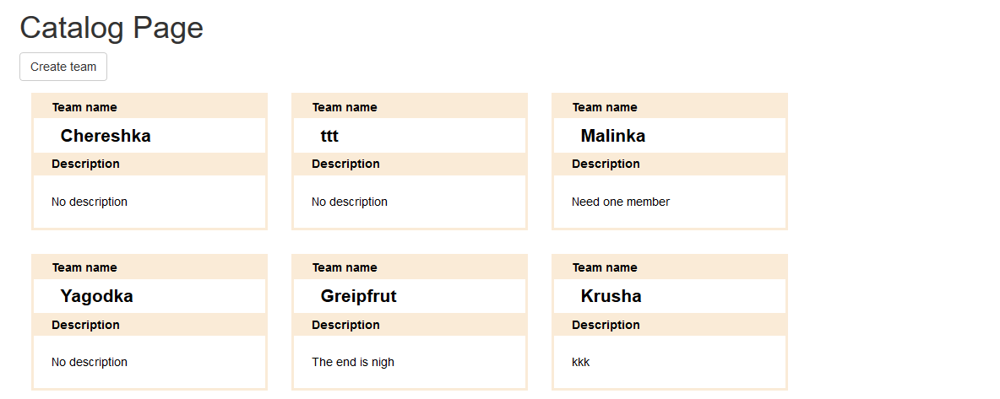 Catalog Page
Create team
Team name
Chereshka
Description
No description
Team name
ttt
Description
No description
Team name
Malinka
Description
Need one member
Team name
Yagodka
Description
No description
Team name
Greipfrut
Description
The end is nigh
Team name
Krusha
Description
kkk